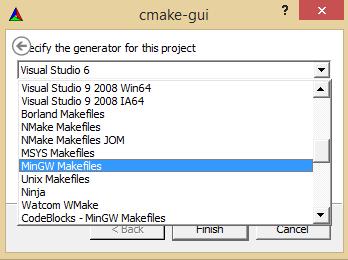 cmake-gui
? ×
ecify the generator for this project
Visual Studio 6
Visual Studio 9 2008 Win64
Visual Studio 9 2008 IA64
Borland Makefiles
NMake Makefiles
NMake Makefiles JOM
MSYS Makefiles
MinGW Makefiles
Unix Makefiles
Ninja
Watcom WMake
CodeBlocks - MinGW Makefiles
< Back
Finish
Cancel